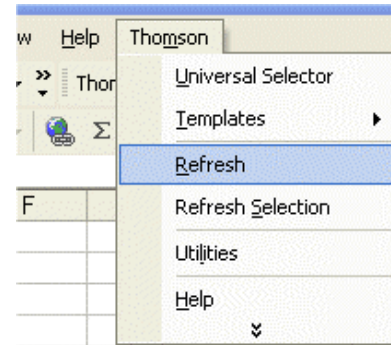 w Help Thomson
Thor
Σ
F
Universal Selector
Templates
Refresh
Refresh Selection
Utilities
Help